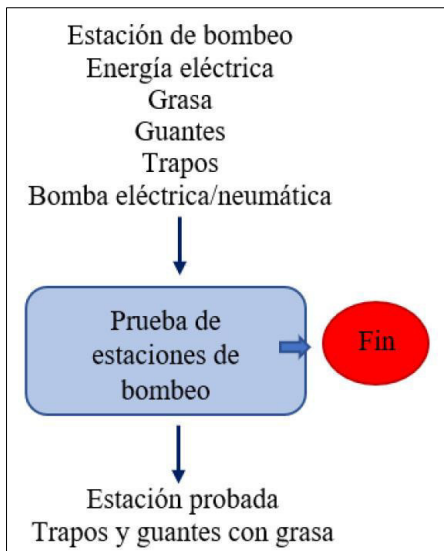 Estación de bombeo
Energía eléctrica
Grasa
Guantes
Trapos
Bomba eléctrica/neumática
Prueba de
estaciones de
bombeo
Fin
Estación probada
Trapos y guantes con grasa